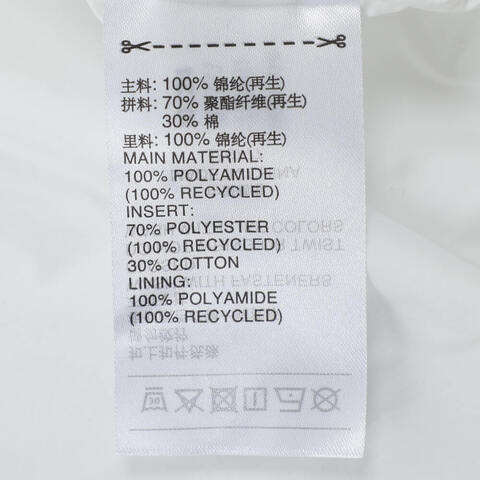 主料: 100% 锦纶(再生)
拼料: 70% 聚酯纤维(再生)
30% 棉
里料: 100% 锦纶(再生)
MAIN MATERIAL:
100% POLYAMIDE
(100% RECYCLED)
INSERT:
70% POLYESTER
(100% RECYCLED)
30% COTTON
LINING:
100% POLYAMIDE
(100% RECYCLED)